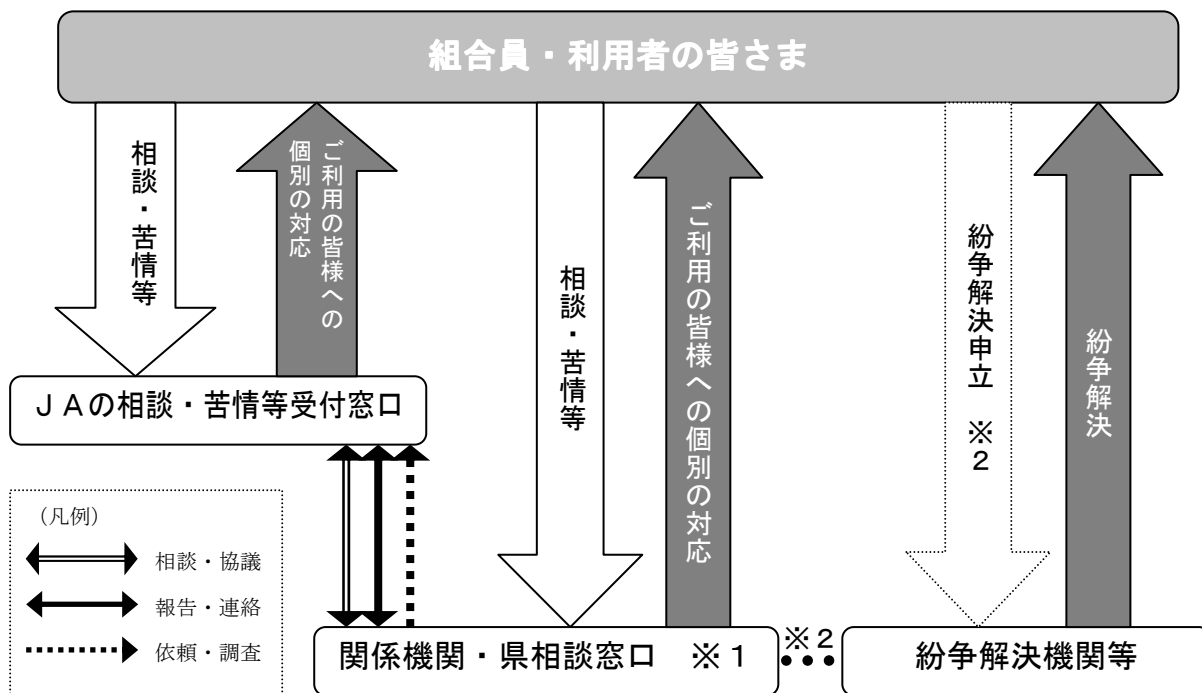 組合員・利用者の皆さま
相談・苦情等
ご利用の皆様への
個別の対応
相談・苦情等
ご利用の皆様への個別の対応
紛争解決申立 ※2
紛争解決
JAの相談・苦情等受付窓口
(凡例)
相談・協議
報告・連絡
依頼・調査
関係機関・県相談窓口 ※1
※2
紛争解決機関等